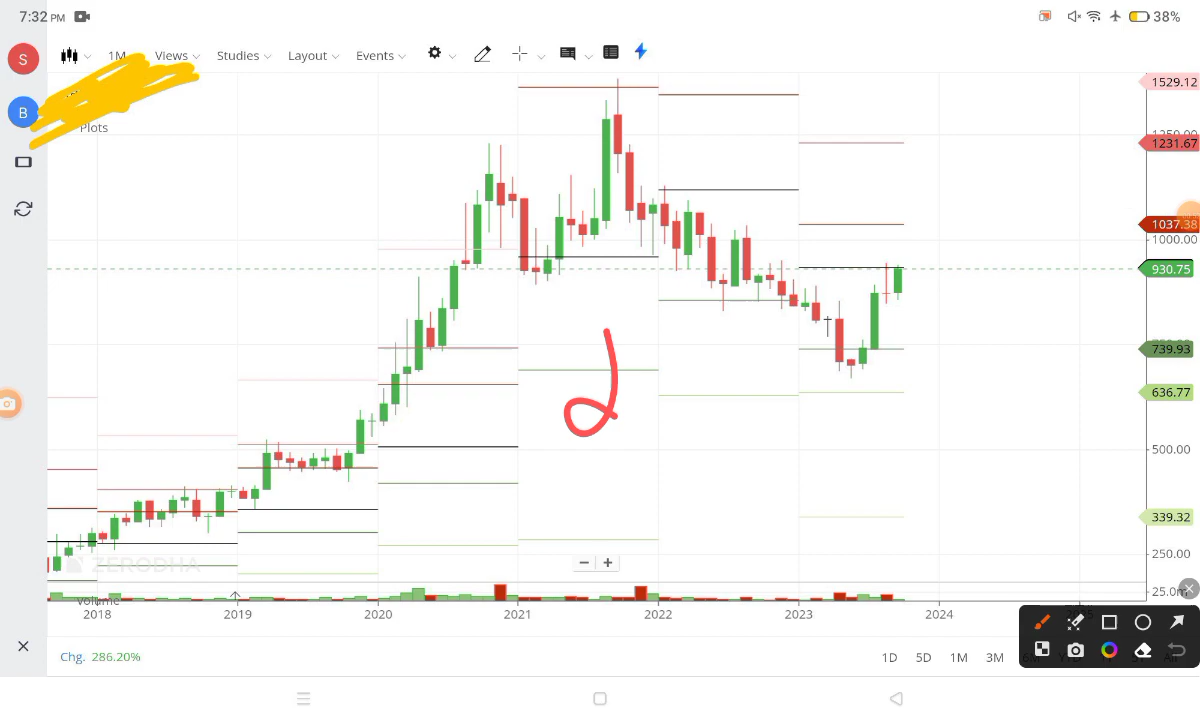 7:32 PM 38%
S 1M Views Studies Layout Events
B
Plots
1529.12
1231.67
1037.38
1000.00
930.75
739.93
636.77
500.00
339.32
250.00
ZERODHA
Volume 25.0m
2018 2019 2020 2021 2022 2023 2024
Chg. 286.20% 1D 5D 1M 3M